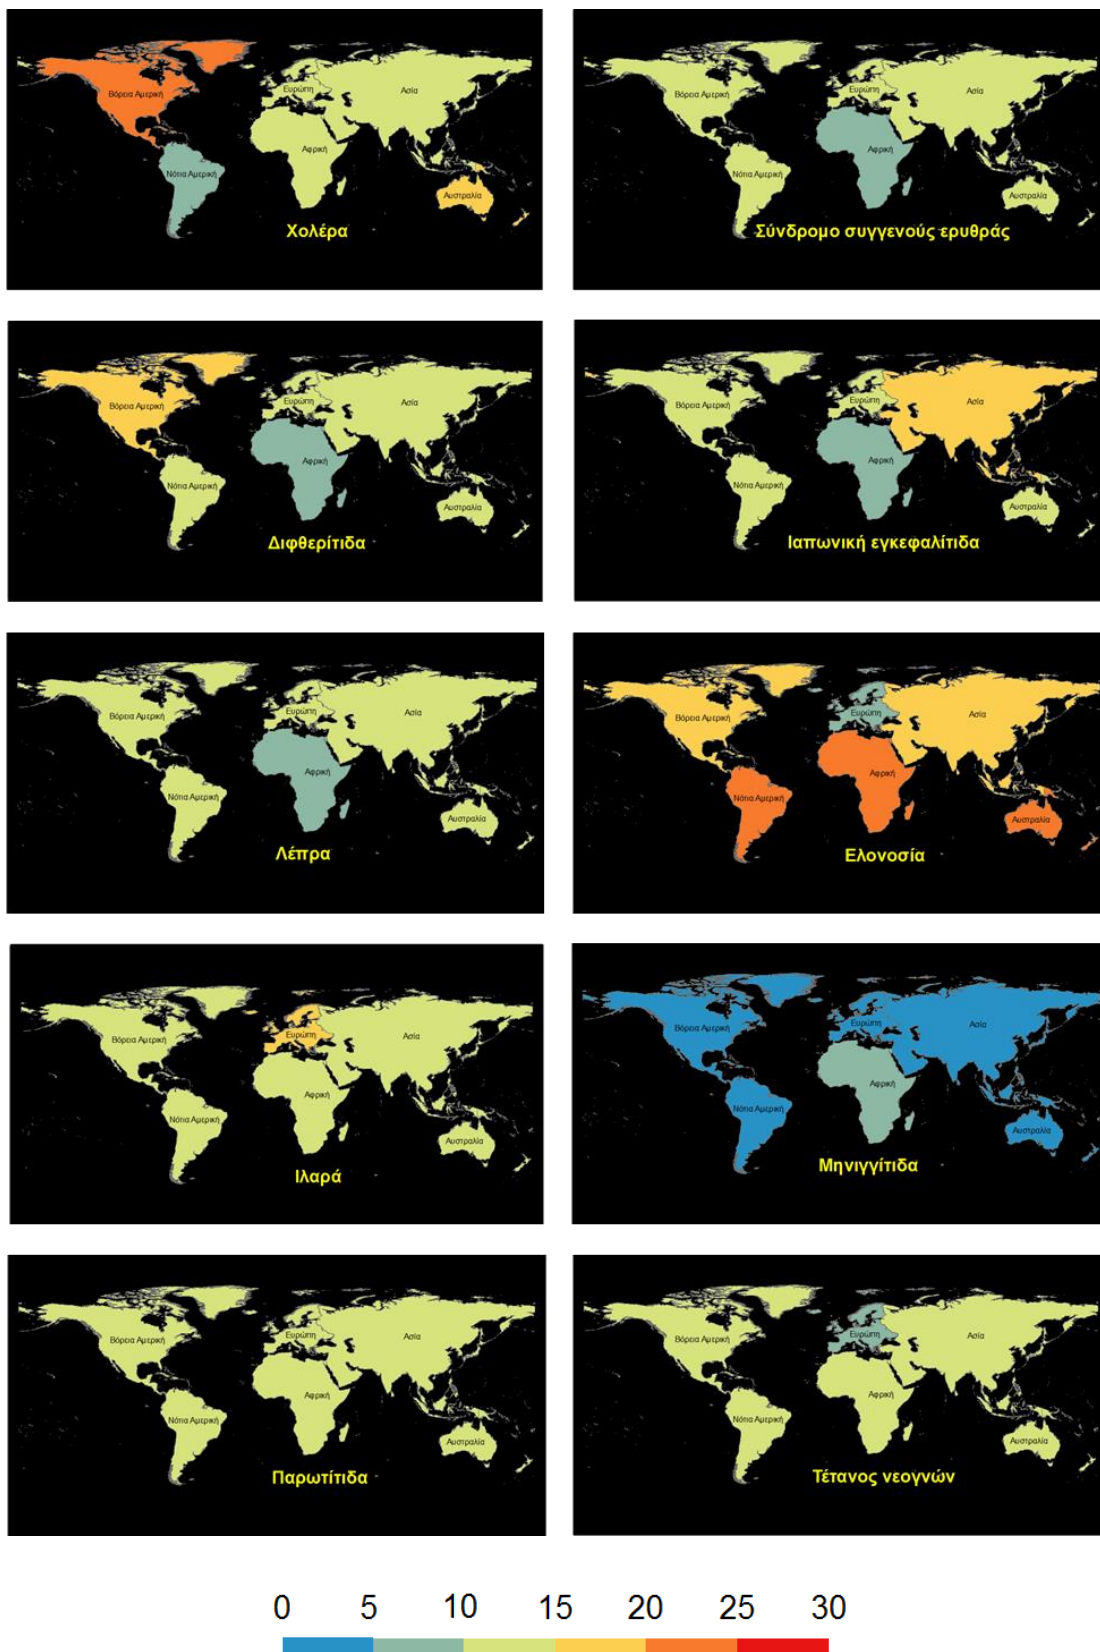 Βόρεια Αμερική
Ευρώπη
Ασία
Αφρική
Νότια Αμερική
Αυστραλία
Χολέρα
Βόρεια Αμερική
Ευρώπη
Ασία
Αφρική
Νότια Αμερική
Αυστραλία
Σύνδρομο συγγενούς ερυθράς
Βόρεια Αμερική
Ευρώπη
Ασία
Αφρική
Νότια Αμερική
Αυστραλία
Διφθερίτιδα
Βόρεια Αμερική
Ευρώπη
Ασία
Αφρική
Νότια Αμερική
Αυστραλία
Ιαπωνική εγκεφαλίτιδα
Βόρεια Αμερική
Ευρώπη
Ασία
Αφρική
Νότια Αμερική
Αυστραλία
Λέπρα
Βόρεια Αμερική
Ευρώπη
Ασία
Αφρική
Νότια Αμερική
Αυστραλία
Ελονοσία
Βόρεια Αμερική
Ευρώπη
Ασία
Αφρική
Νότια Αμερική
Αυστραλία
Ιλαρά
Βόρεια Αμερική
Ευρώπη
Ασία
Αφρική
Νότια Αμερική
Αυστραλία
Μηνιγγίτιδα
Βόρεια Αμερική
Ευρώπη
Ασία
Αφρική
Νότια Αμερική
Αυστραλία
Παρωτίτιδα
Βόρεια Αμερική
Ευρώπη
Ασία
Αφρική
Νότια Αμερική
Αυστραλία
Τέτανος νεογνών
0 5 10 15 20 25 30